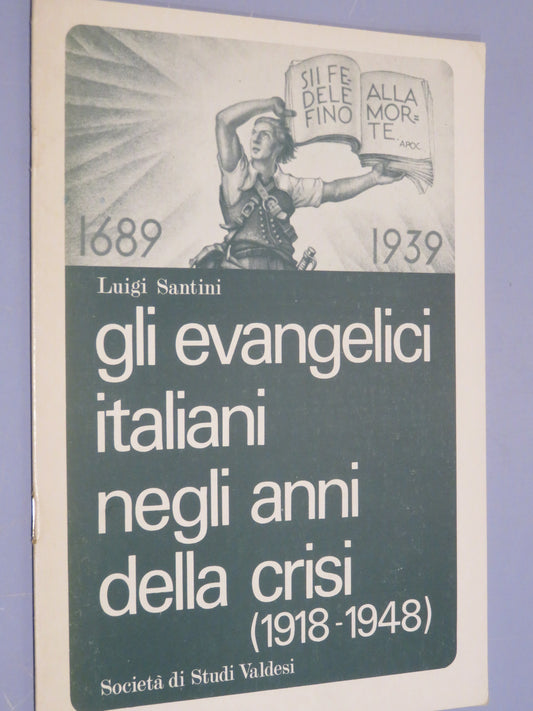 SII FE=
DELE
FINO
ALLA
MOR=
TE.
APOC.
1689
1939
Luigi Santini
gli evangelici
italiani
negli anni
della crisi
(1918-1948)
Società di Studi Valdesi